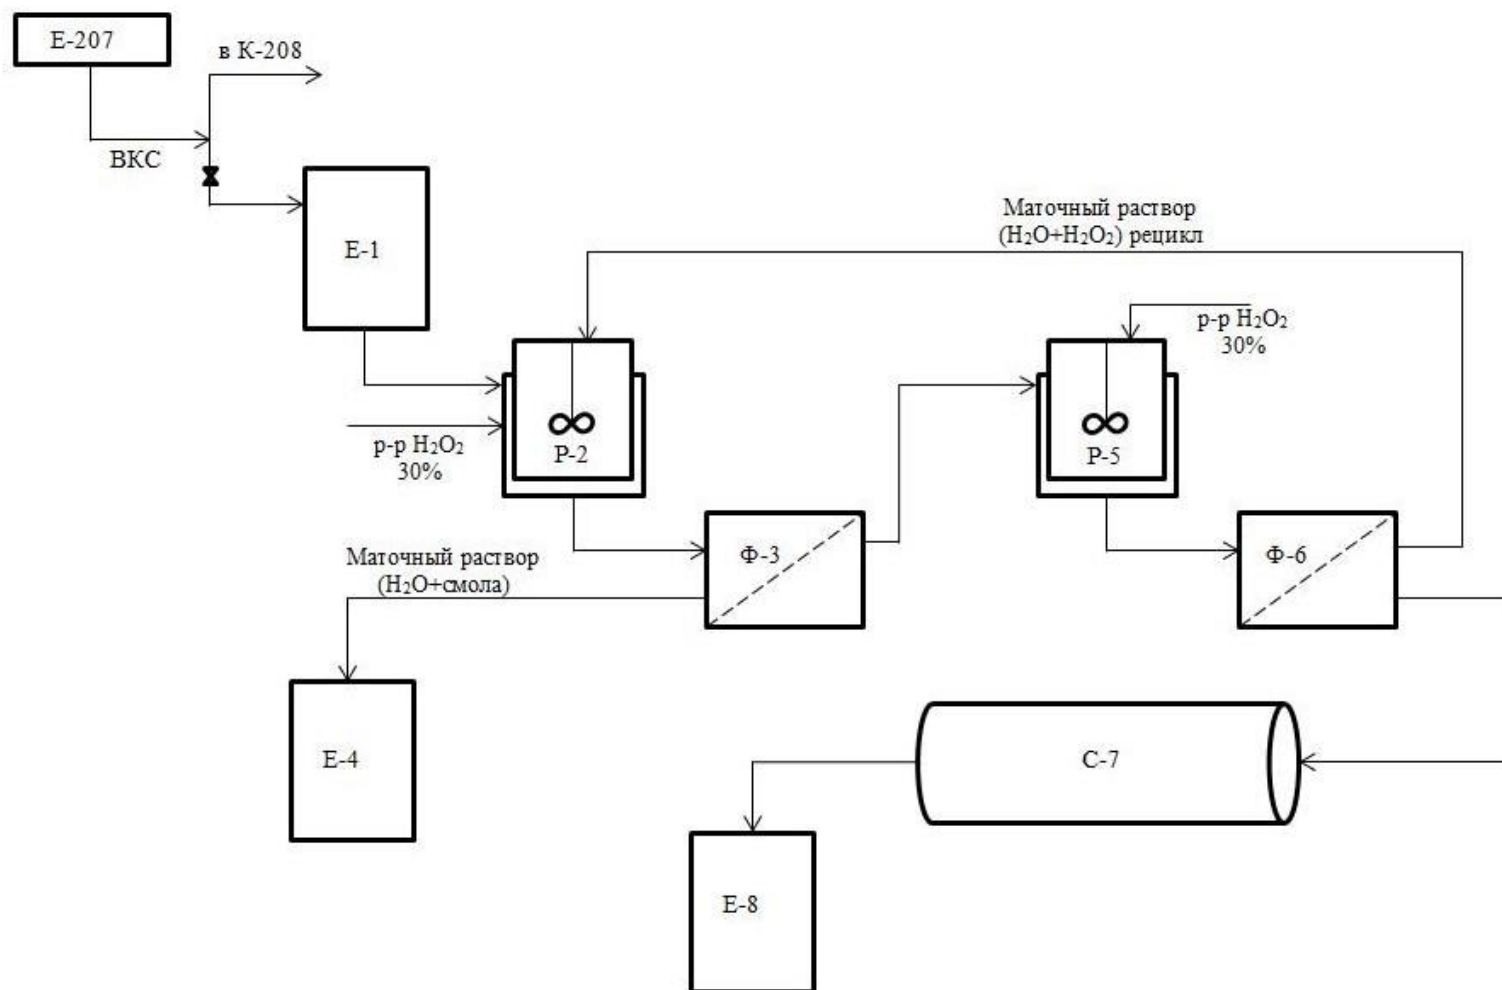 Е-207
в К-208
ВКС
Е-1
Маточный раствор
(H₂O+H₂O₂) рецикл
р-р H₂O₂
30%
р-р H₂O₂
30%
Р-2
Р-5
Маточный раствор
(H₂O+смола)
Ф-3
Ф-6
Е-4
С-7
Е-8